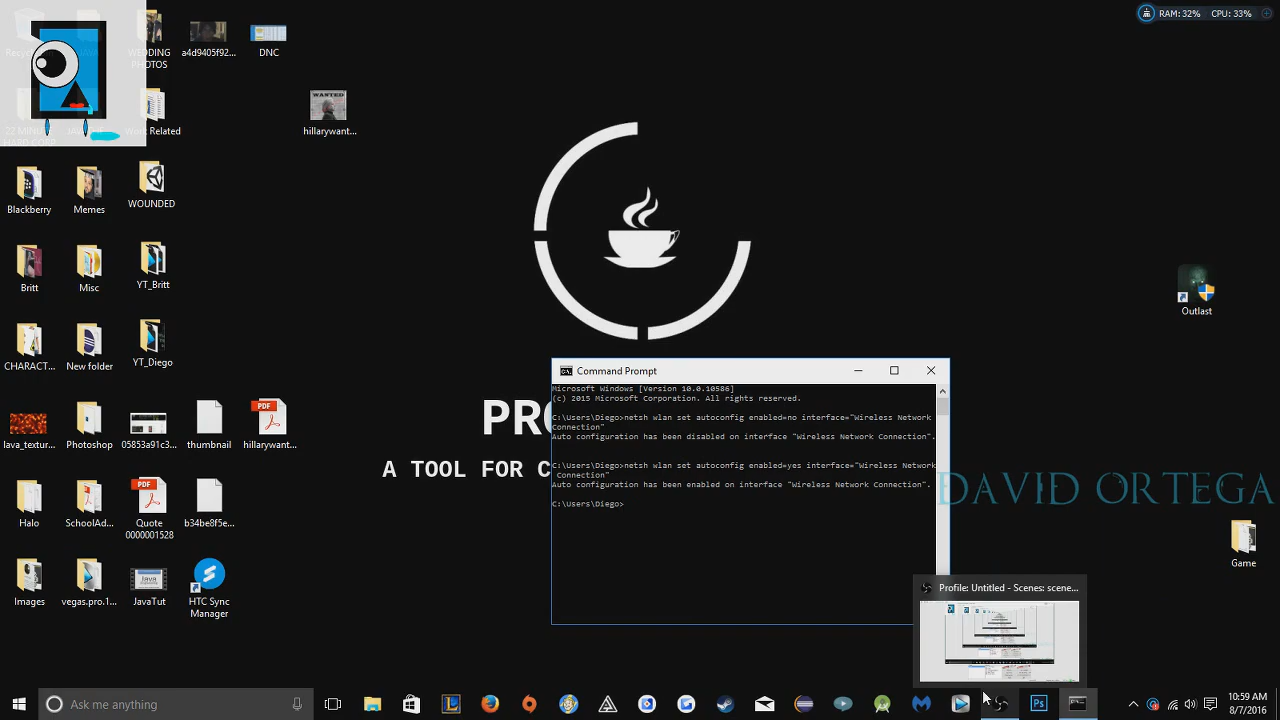 RAM: 32% CPU: 33%
WEDDING PHOTOS
a4d9405f92...
DNC
hillarywant...
Work Related
Blackberry
Memes
WOUNDED
Britt
Misc
YT_Britt
CHARACT...
New folder
YT_Diego
lava_textur...
Photoshop
05853a91c3...
thumbnail
hillarywant...
Halo
SchoolAd...
Quote 0000001528
b34be8f5e...
Images
vegas.pro.1...
JavaTut
HTC Sync Manager
Outlast
Game
A TOOL FOR C
DAVID ORTEGA
Command Prompt
Microsoft Windows [Version 10.0.10586]
(c) 2015 Microsoft Corporation. All rights reserved.
C:\Users\Diego>netsh wlan set autoconfig enabled=no interface="Wireless Network
Connection"
Auto configuration has been disabled on interface "Wireless Network Connection".
C:\Users\Diego>netsh wlan set autoconfig enabled=yes interface="Wireless Network
Connection"
Auto configuration has been enabled on interface "Wireless Network Connection".
C:\Users\Diego>
Profile: Untitled - Scenes: scene...
Ask me anything
10:59 AM
8/7/2016